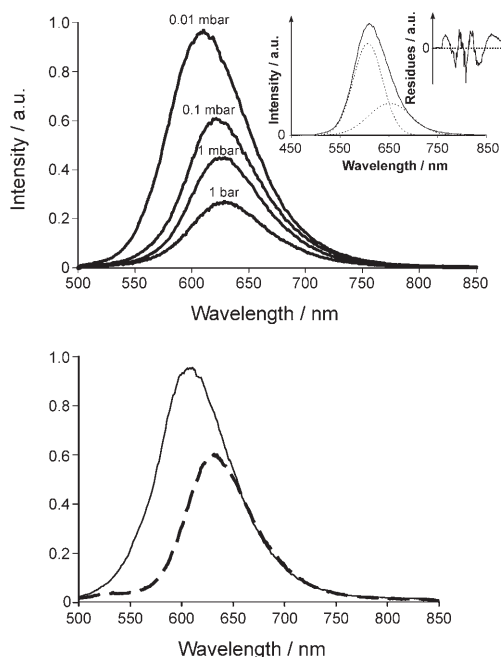 1.0
0.8
0.6
0.4
0.2
0
Intensity / a.u.
0.01 mbar
0.1 mbar
1 mbar
1 bar
500 550 600 650 700 750 800 850
Wavelength / nm
Intensity / a.u.
0
450 550 650 750 850
Wavelength / nm
Residues / a.u.
0
1.0
0.8
0.6
0.4
0.2
0
500 550 600 650 700 750 800 850
Wavelength / nm